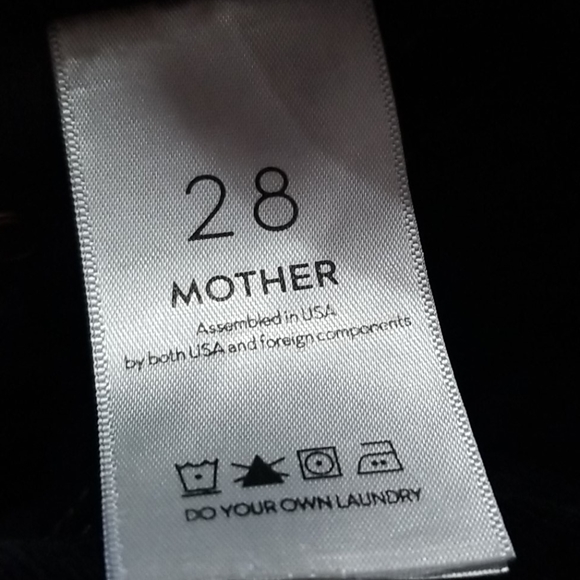 28
MOTHER
Assembled in USA
by both USA and foreign components
DO YOUR OWN LAUNDRY